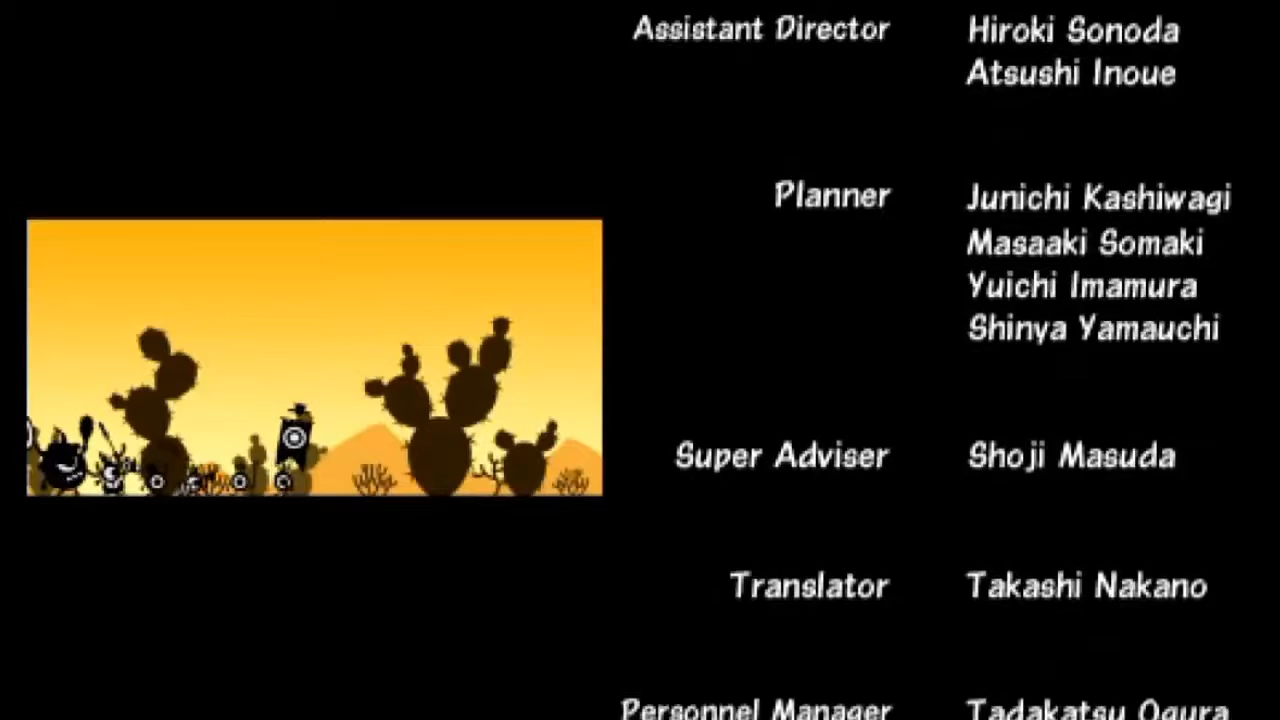 Assistant Director Hiroki Sonoda
Atsushi Inoue
Planner Junichi Kashiwagi
Masaaki Somaki
Yuichi Imamura
Shinya Yamauchi
Super Adviser Shoji Masuda
Translator Takashi Nakano
Personnel Manager Tadakatsu Ogura